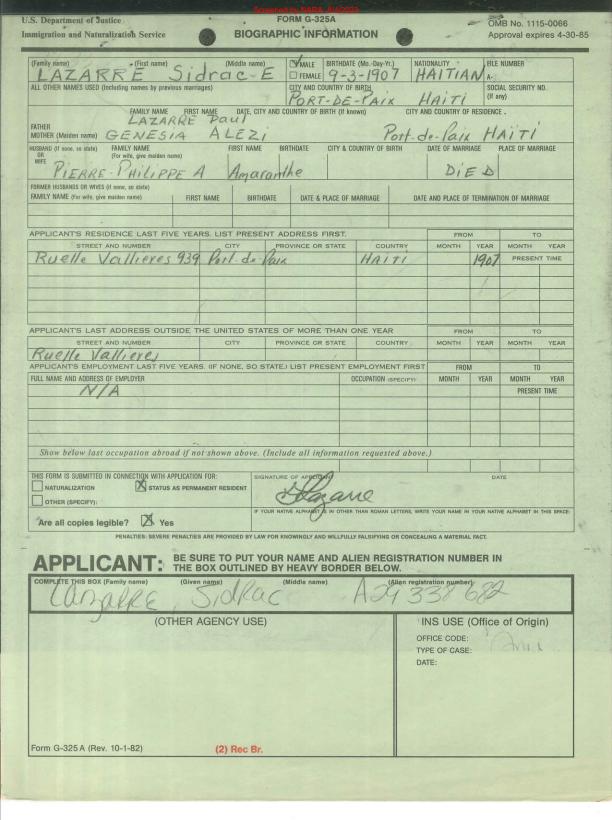 Screened by NARA, 8/4/2023
U.S. Department of Justice
Immigration and Naturalization Service
FORM G-325A
BIOGRAPHIC INFORMATION
OMB No. 1115-0066
Approval expires 4-30-85
(Family name) (First name) (Middle name) MALE FEMALE BIRTHDATE (Mo.-Day-Yr.) NATIONALITY FILE NUMBER
LAZARRE Sidrac-E 9-3-1907 HAITIAN A-
ALL OTHER NAMES USED (Including names by previous marriages) CITY AND COUNTRY OF BIRTH SOCIAL SECURITY NO. (If any)
PORT-DE-PAIX HAITI
FAMILY NAME FIRST NAME DATE, CITY AND COUNTRY OF BIRTH (If known) CITY AND COUNTRY OF RESIDENCE
FATHER LAZARRE Paul
MOTHER (Maiden name) GENESIA ALEZI Port-de-Paix HAITI
HUSBAND (If none, so state) OR WIFE FAMILY NAME (For wife, give maiden name) FIRST NAME BIRTHDATE CITY & COUNTRY OF BIRTH DATE OF MARRIAGE PLACE OF MARRIAGE
PIERRE-PHILIPPE A Amaranthe DIED
FORMER HUSBANDS OR WIVES (if none, so state)
FAMILY NAME (For wife, give maiden name) FIRST NAME BIRTHDATE DATE & PLACE OF MARRIAGE DATE AND PLACE OF TERMINATION OF MARRIAGE
APPLICANT'S RESIDENCE LAST FIVE YEARS. LIST PRESENT ADDRESS FIRST. FROM TO
STREET AND NUMBER CITY PROVINCE OR STATE COUNTRY MONTH YEAR MONTH YEAR
Ruelle Vallieres 939 Port-de-Paix HAITI 1907 PRESENT TIME
APPLICANT'S LAST ADDRESS OUTSIDE THE UNITED STATES OF MORE THAN ONE YEAR FROM TO
STREET AND NUMBER CITY PROVINCE OR STATE COUNTRY MONTH YEAR MONTH YEAR
Ruelle Vallieres
APPLICANT'S EMPLOYMENT LAST FIVE YEARS. (IF NONE, SO STATE.) LIST PRESENT EMPLOYMENT FIRST FROM TO
FULL NAME AND ADDRESS OF EMPLOYER OCCUPATION (SPECIFY) MONTH YEAR MONTH YEAR
N/A PRESENT TIME
Show below last occupation abroad if not shown above. (Include all information requested above.)
THIS FORM IS SUBMITTED IN CONNECTION WITH APPLICATION FOR: SIGNATURE OF APPLICANT DATE
NATURALIZATION X STATUS AS PERMANENT RESIDENT
OTHER (SPECIFY):
IF YOUR NATIVE ALPHABET IS IN OTHER THAN ROMAN LETTERS, WRITE YOUR NAME IN YOUR NATIVE ALPHABET IN THIS SPACE:
Are all copies legible? X Yes
PENALTIES: SEVERE PENALTIES ARE PROVIDED BY LAW FOR KNOWINGLY AND WILLFULLY FALSIFYING OR CONCEALING A MATERIAL FACT.
APPLICANT: BE SURE TO PUT YOUR NAME AND ALIEN REGISTRATION NUMBER IN
THE BOX OUTLINED BY HEAVY BORDER BELOW.
COMPLETE THIS BOX (Family name) (Given name) (Middle name) (Alien registration number)
Lazarre, Sidrac A24 338 682
(OTHER AGENCY USE) INS USE (Office of Origin)
OFFICE CODE:
TYPE OF CASE:
DATE:
Form G-325 A (Rev. 10-1-82) (2) Rec Br.